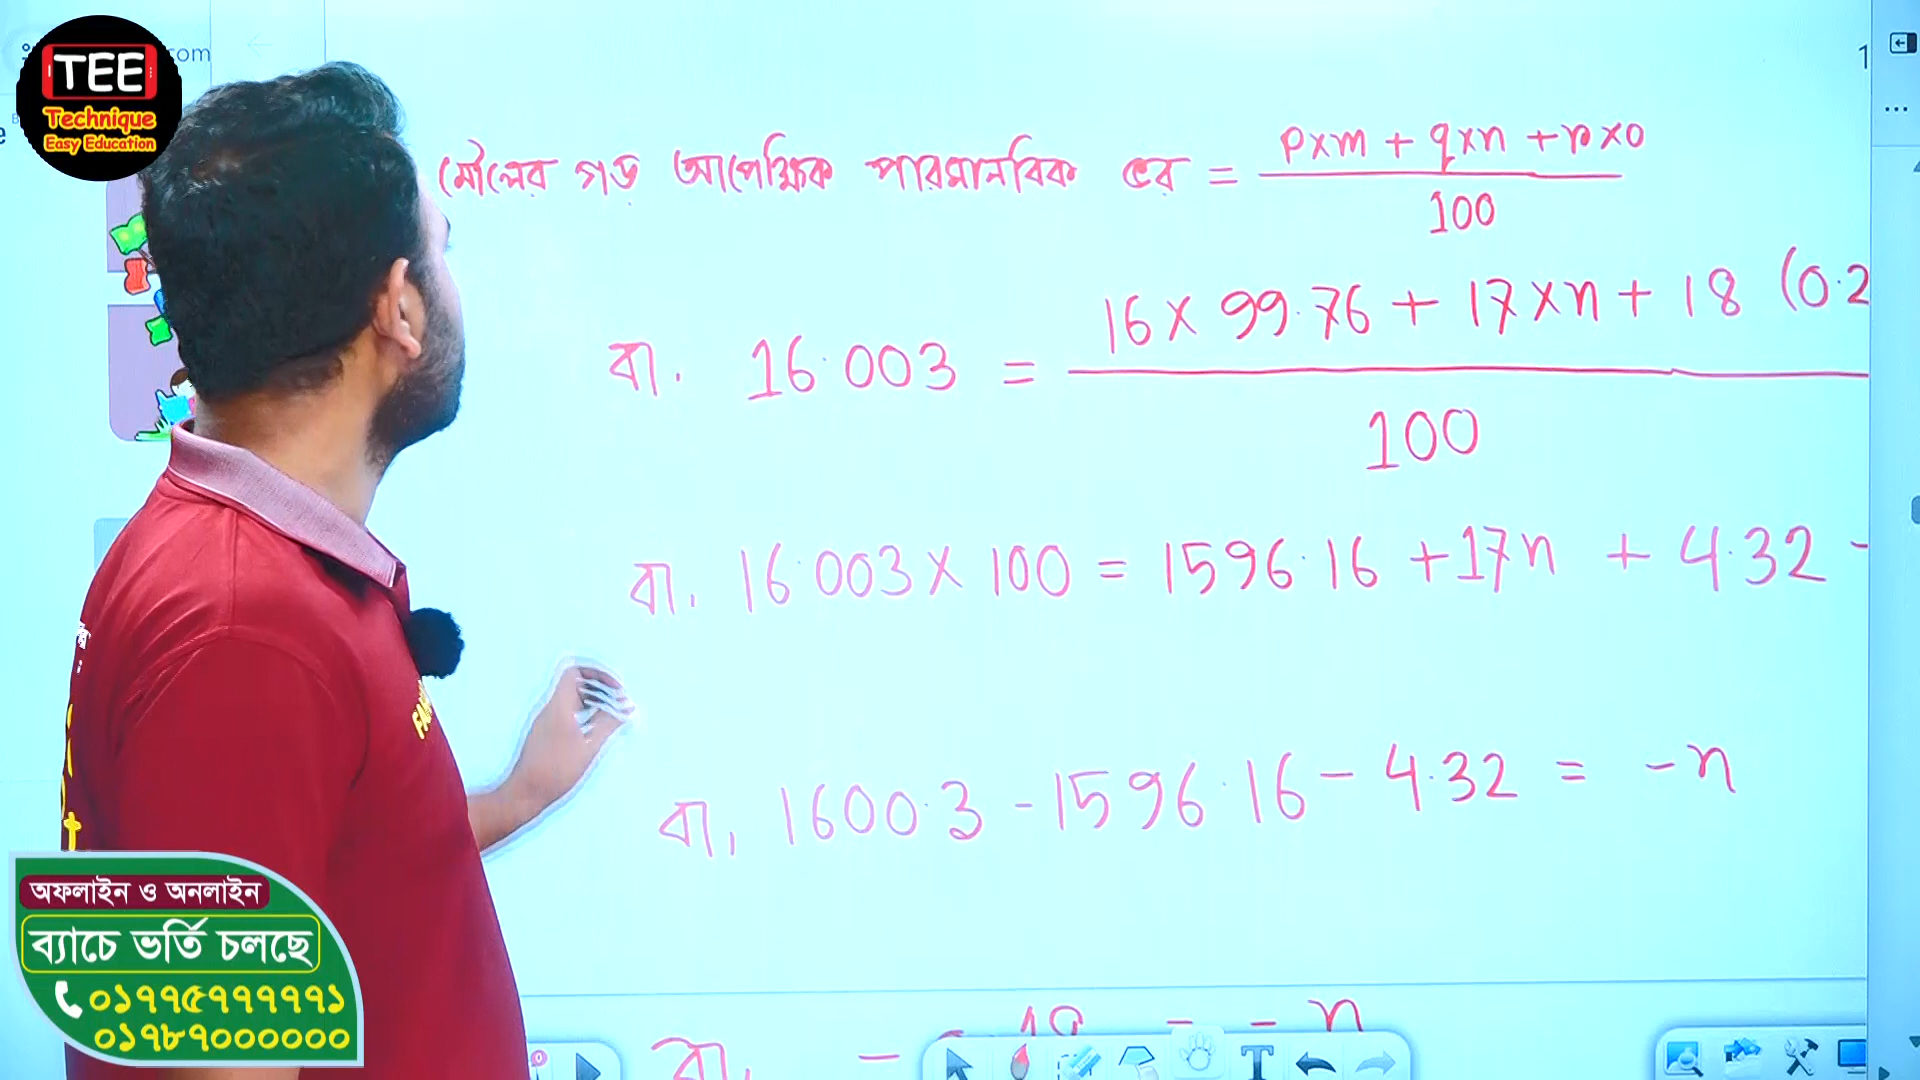 TEE
Technique
Easy Education
com
মৌলের গড় আপেক্ষিক পারমানবিক ভর = p×m + q×n + r×o
100
বা. 16.003 = 16 × 99.76 + 17×n + 18 (0.2
100
বা. 16.003 × 100 = 1596.16 + 17n + 4.32 -
বা, 1600.3 - 1596.16 - 4.32 = - n
বা, - = - n
অফলাইন ও অনলাইন
ব্যাচে ভর্তি চলছে
০১৭৭৫৭৭৭৭৭১
০১৭৮৭০০০০০০